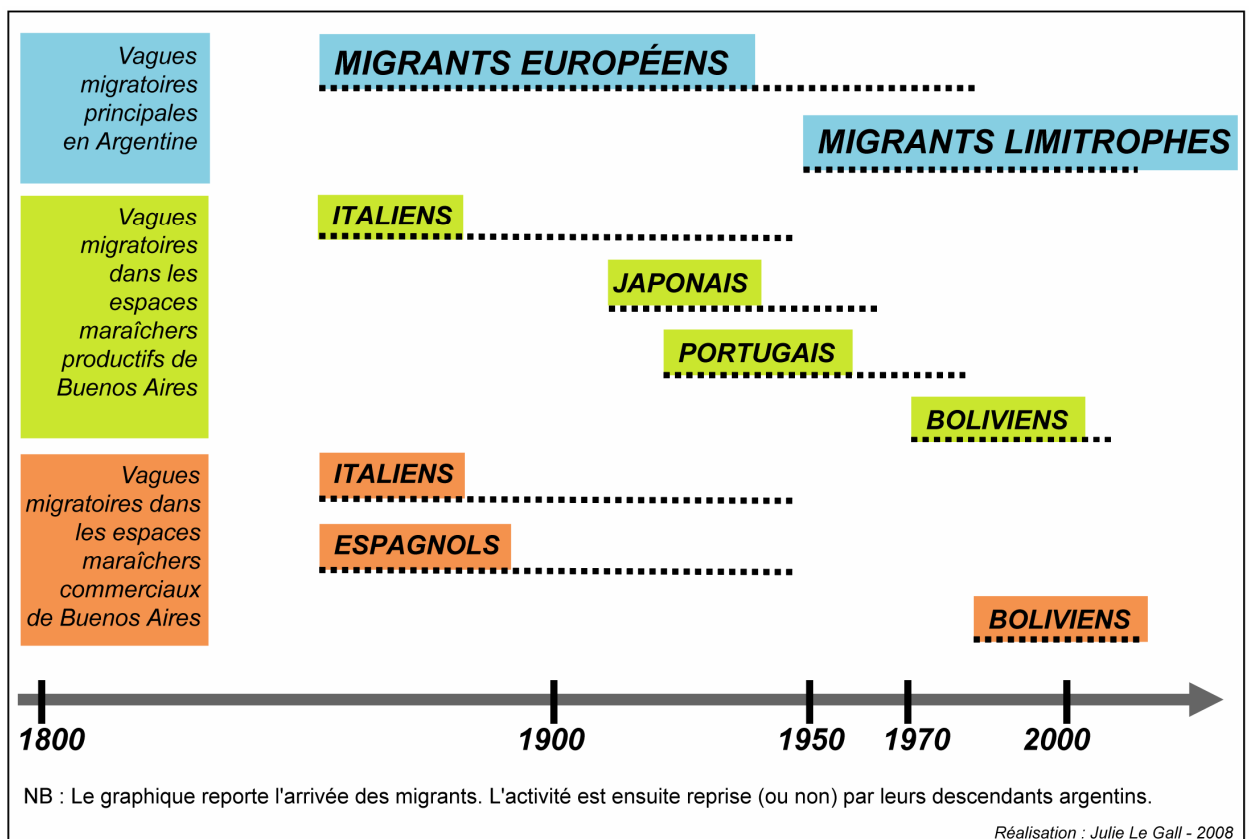 Vagues
migratoires
principales
en Argentine
MIGRANTS EUROPÉENS
MIGRANTS LIMITROPHES
Vagues
migratoires
dans les
espaces
maraîchers
productifs de
Buenos Aires
ITALIENS
JAPONAIS
PORTUGAIS
BOLIVIENS
Vagues
migratoires dans
les espaces
maraîchers
commerciaux
de Buenos Aires
ITALIENS
ESPAGNOLS
BOLIVIENS
1800 1900 1950 1970 2000
NB : Le graphique reporte l'arrivée des migrants. L'activité est ensuite reprise (ou non) par leurs descendants argentins.
Réalisation : Julie Le Gall - 2008